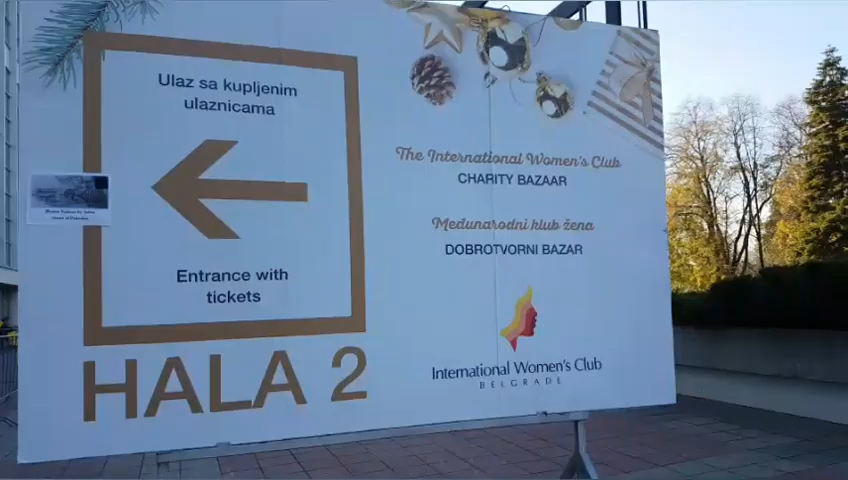 Ulaz sa kupljenim
ulaznicama
Entrance with
tickets
HALA 2
The International Women's Club
CHARITY BAZAAR
Međunarodni klub žena
DOBROTVORNI BAZAR
International Women's Club
BELGRADE